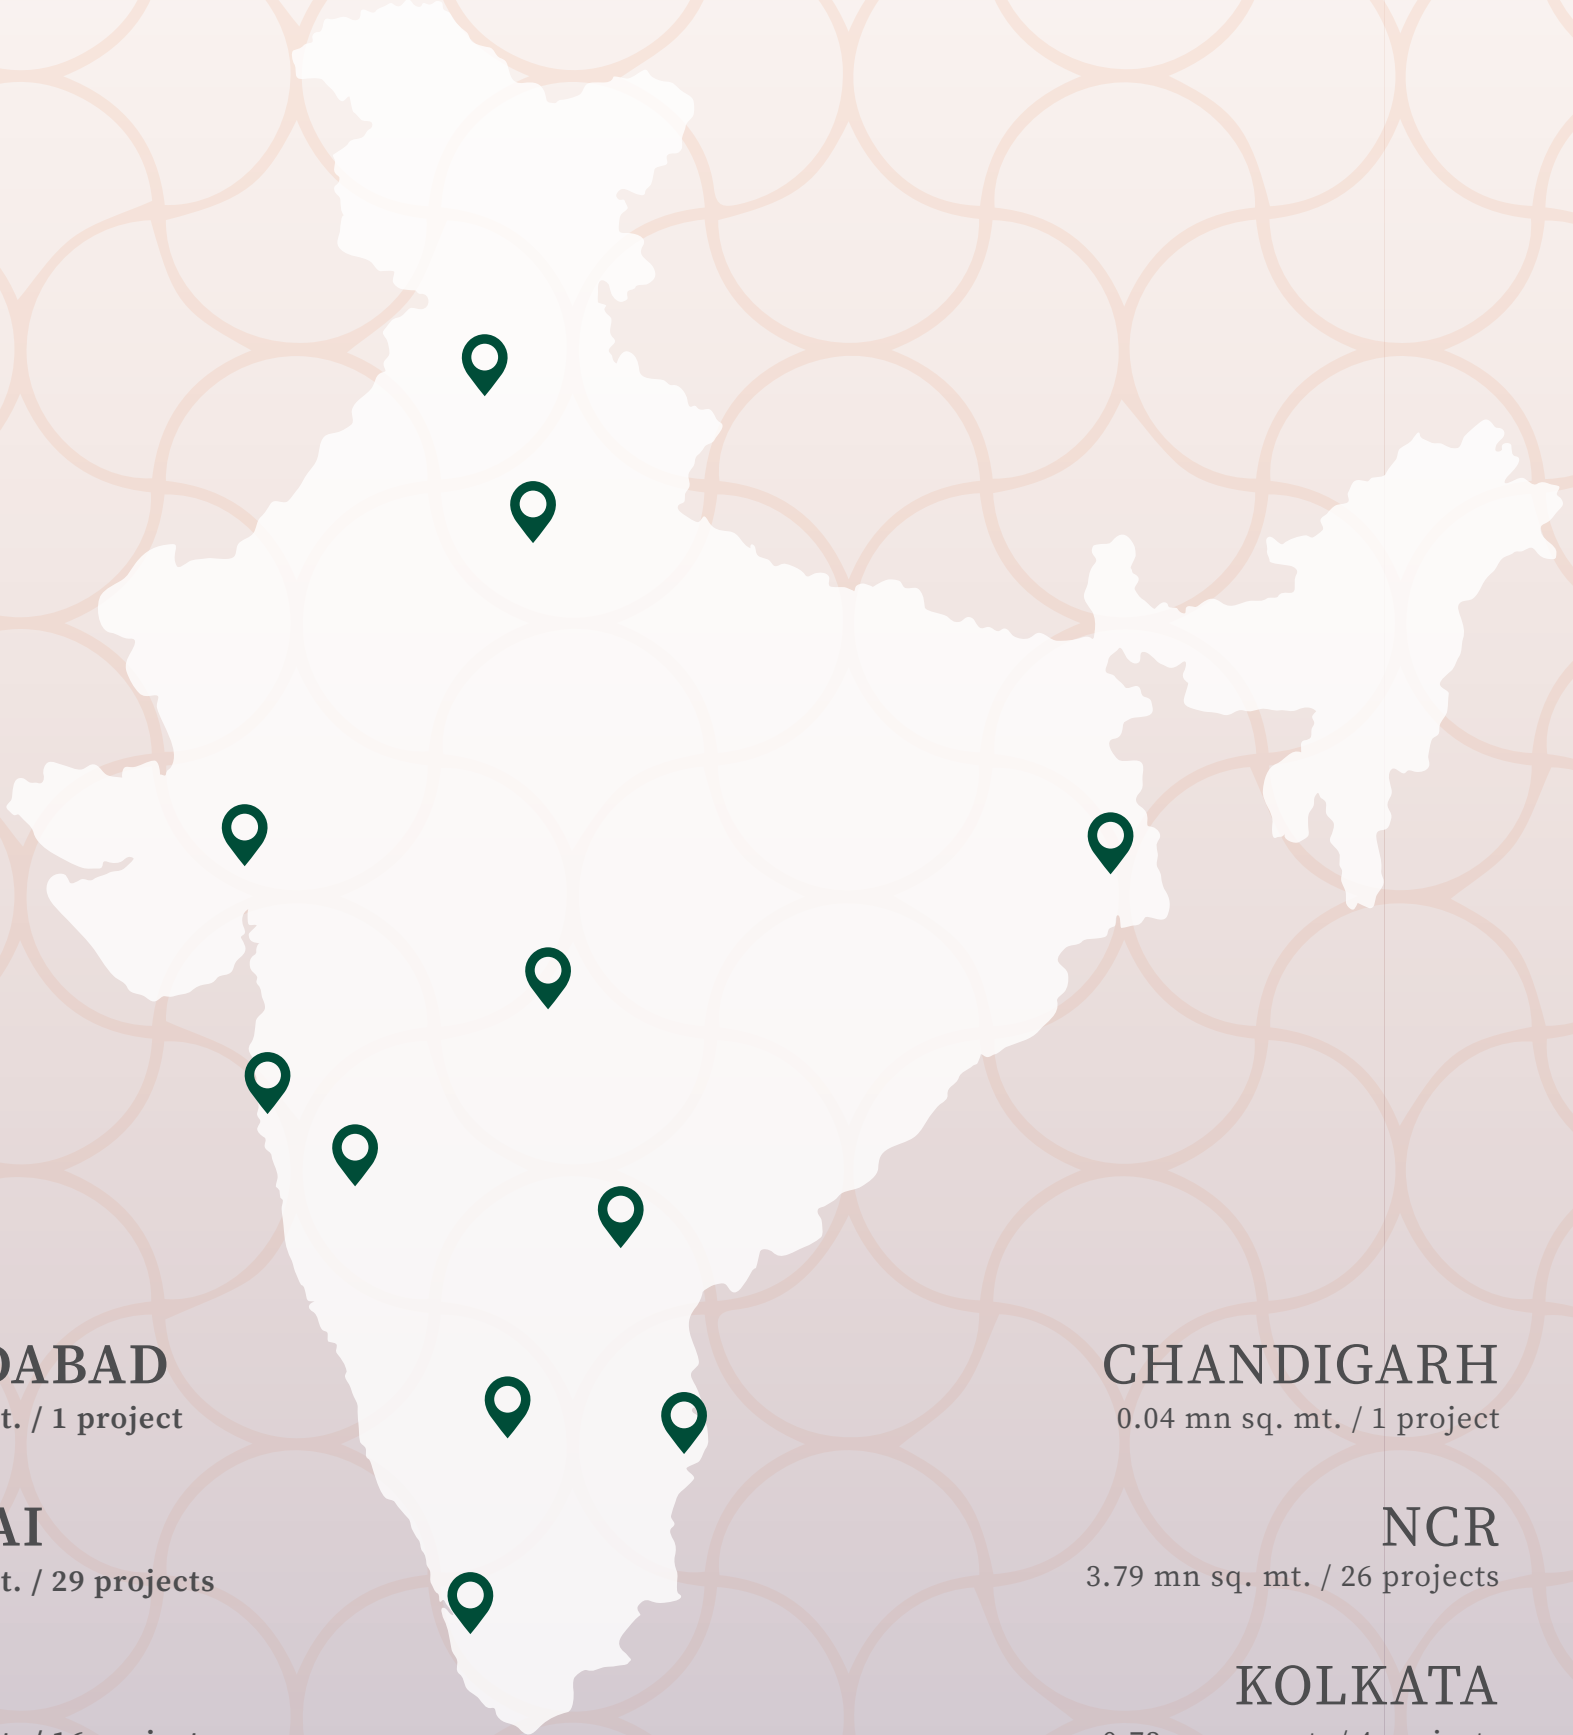 DABAD
t. / 1 project
AI
t. / 29 projects
CHANDIGARH
0.04 mn sq. mt. / 1 project
NCR
3.79 mn sq. mt. / 26 projects
KOLKATA